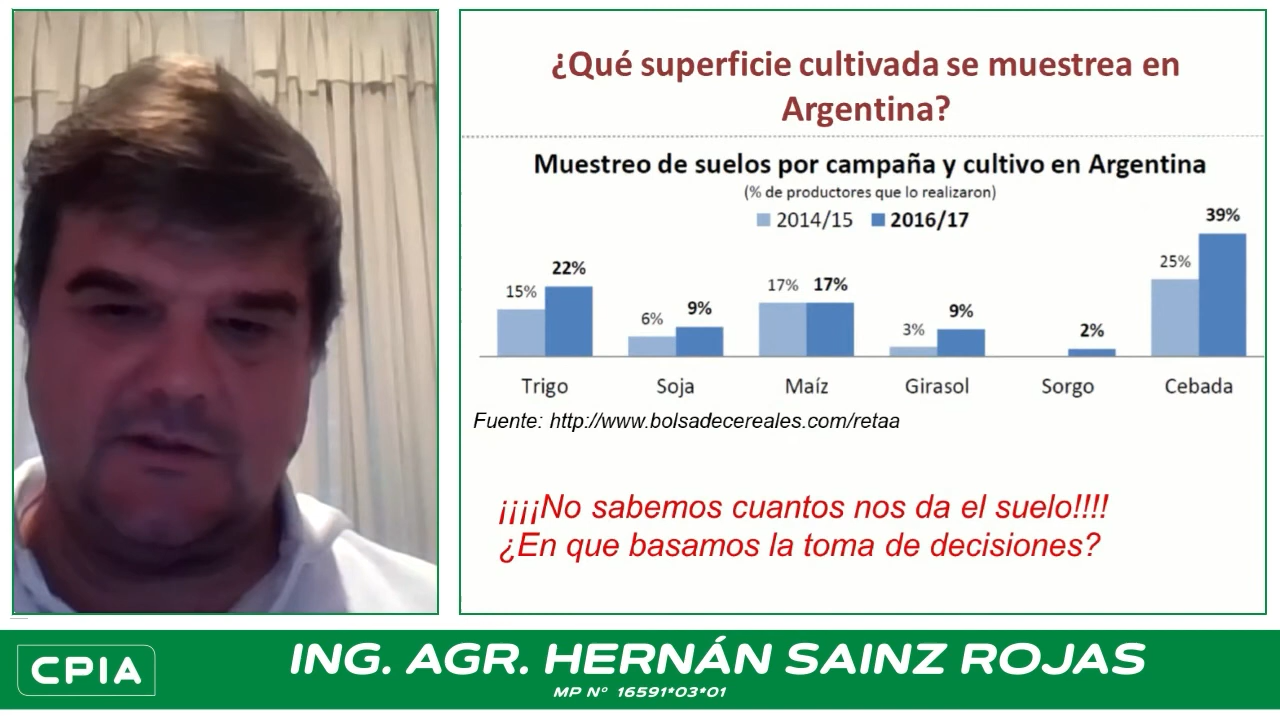 ¿Qué superficie cultivada se muestrea en
Argentina?
Muestreo de suelos por campaña y cultivo en Argentina
(% de productores que lo realizaron)
2014/15 2016/17
15% 22% 6% 9% 17% 17% 3% 9% 2% 25% 39%
Trigo Soja Maíz Girasol Sorgo Cebada
Fuente: http://www.bolsadecereales.com/retaa
¡¡¡¡No sabemos cuantos nos da el suelo!!!!
¿En que basamos la toma de decisiones?
CPIA
ING. AGR. HERNÁN SAINZ ROJAS
MP Nº 16591*03*01